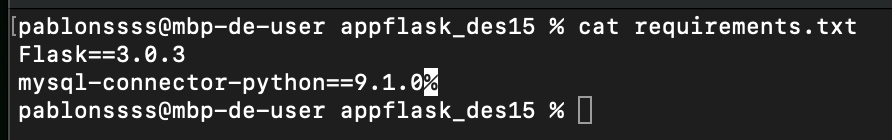 [pablonssss@mbp-de-user appflask_des15 % cat requirements.txt
Flask==3.0.3
mysql-connector-python==9.1.0%
pablonssss@mbp-de-user appflask_des15 %